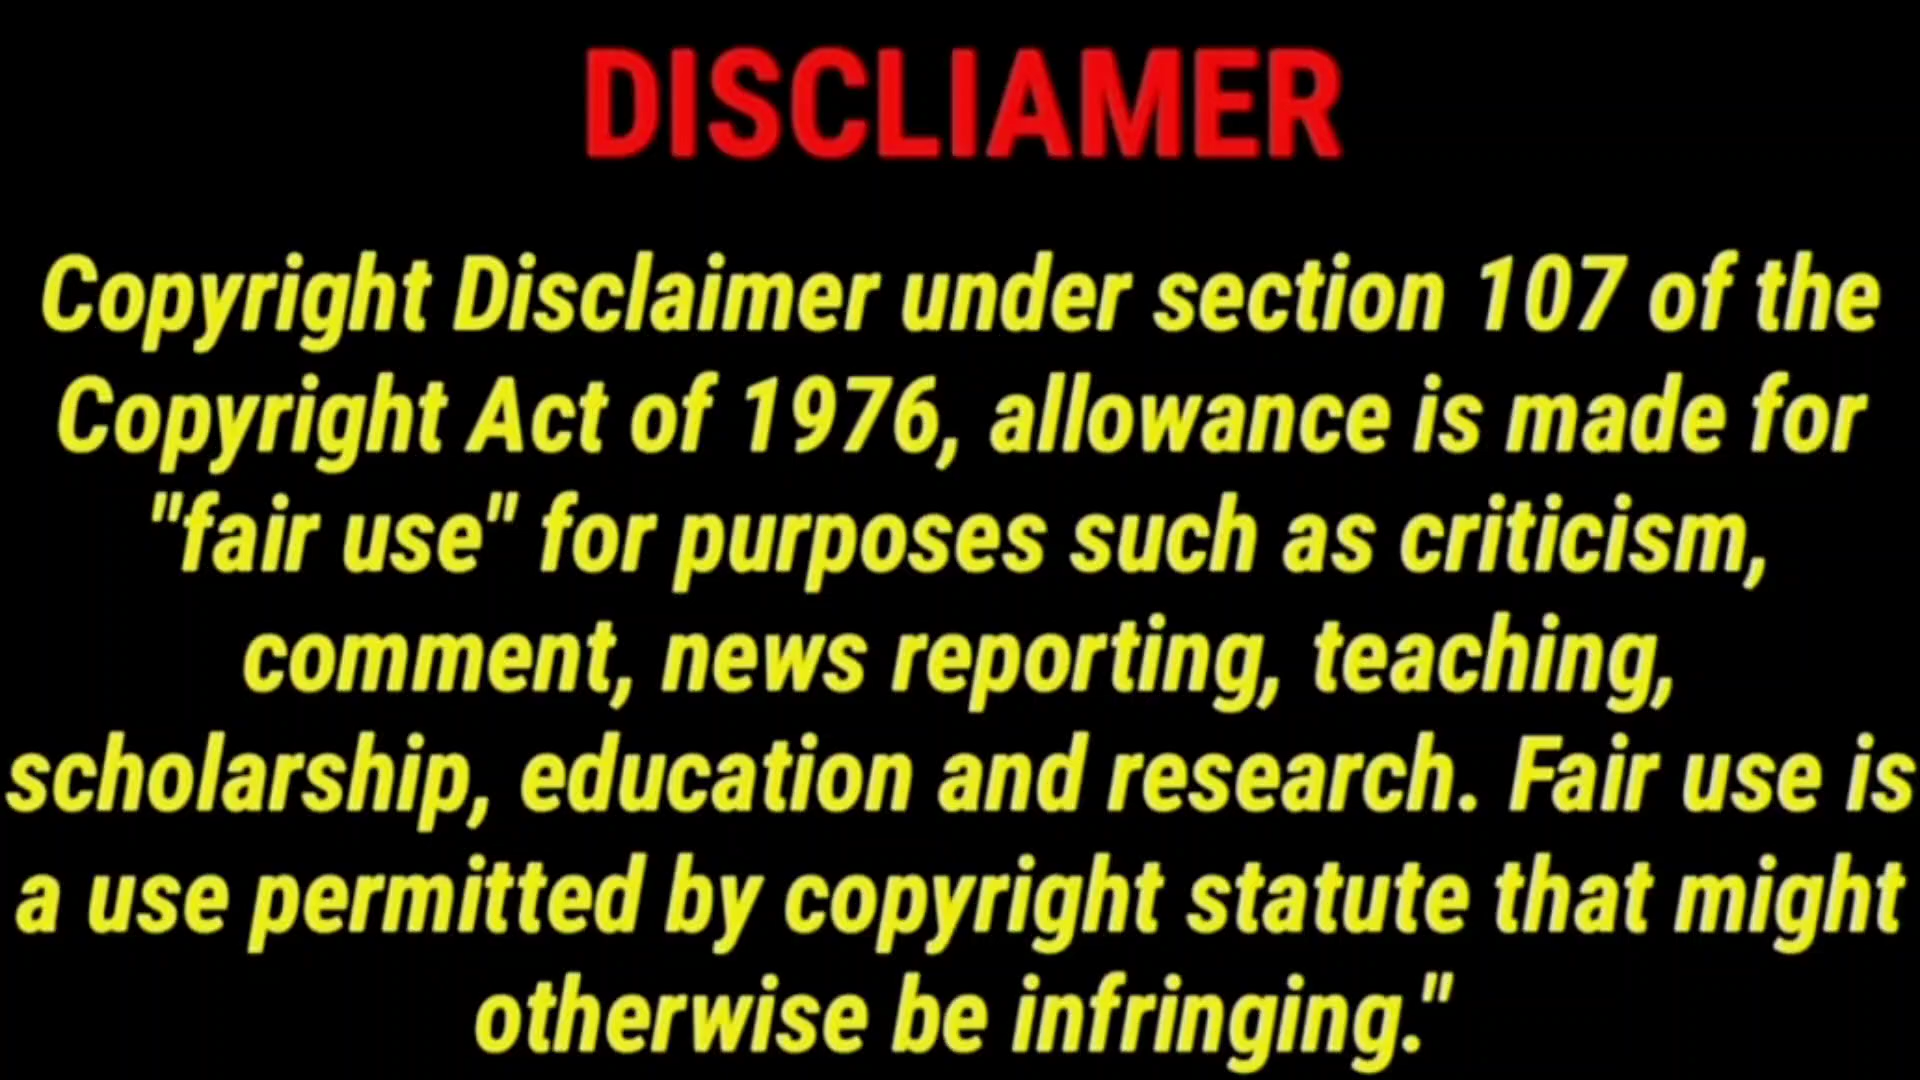 DISCLIAMER
Copyright Disclaimer under section 107 of the
Copyright Act of 1976, allowance is made for
"fair use" for purposes such as criticism,
comment, news reporting, teaching,
scholarship, education and research. Fair use is
a use permitted by copyright statute that might
otherwise be infringing."